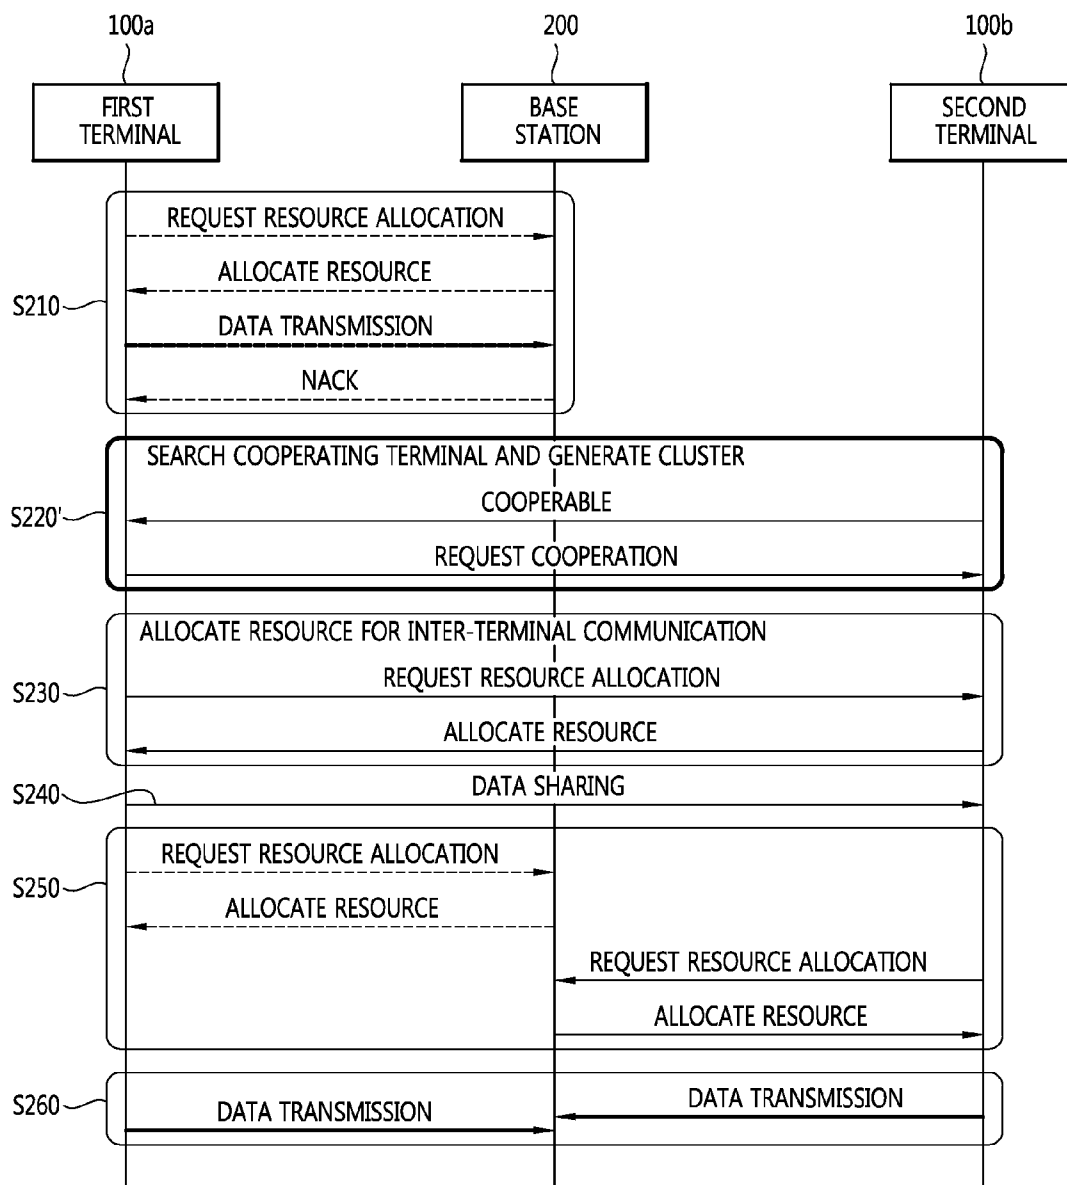 100a
200
100b
FIRST
TERMINAL
BASE
STATION
SECOND
TERMINAL
REQUEST RESOURCE ALLOCATION
ALLOCATE RESOURCE
S210
DATA TRANSMISSION
NACK
SEARCH COOPERATING TERMINAL AND GENERATE CLUSTER
COOPERABLE
S220'
REQUEST COOPERATION
ALLOCATE RESOURCE FOR INTER-TERMINAL COMMUNICATION
REQUEST RESOURCE ALLOCATION
S230
ALLOCATE RESOURCE
DATA SHARING
S240
REQUEST RESOURCE ALLOCATION
S250
ALLOCATE RESOURCE
REQUEST RESOURCE ALLOCATION
ALLOCATE RESOURCE
S260
DATA TRANSMISSION
DATA TRANSMISSION